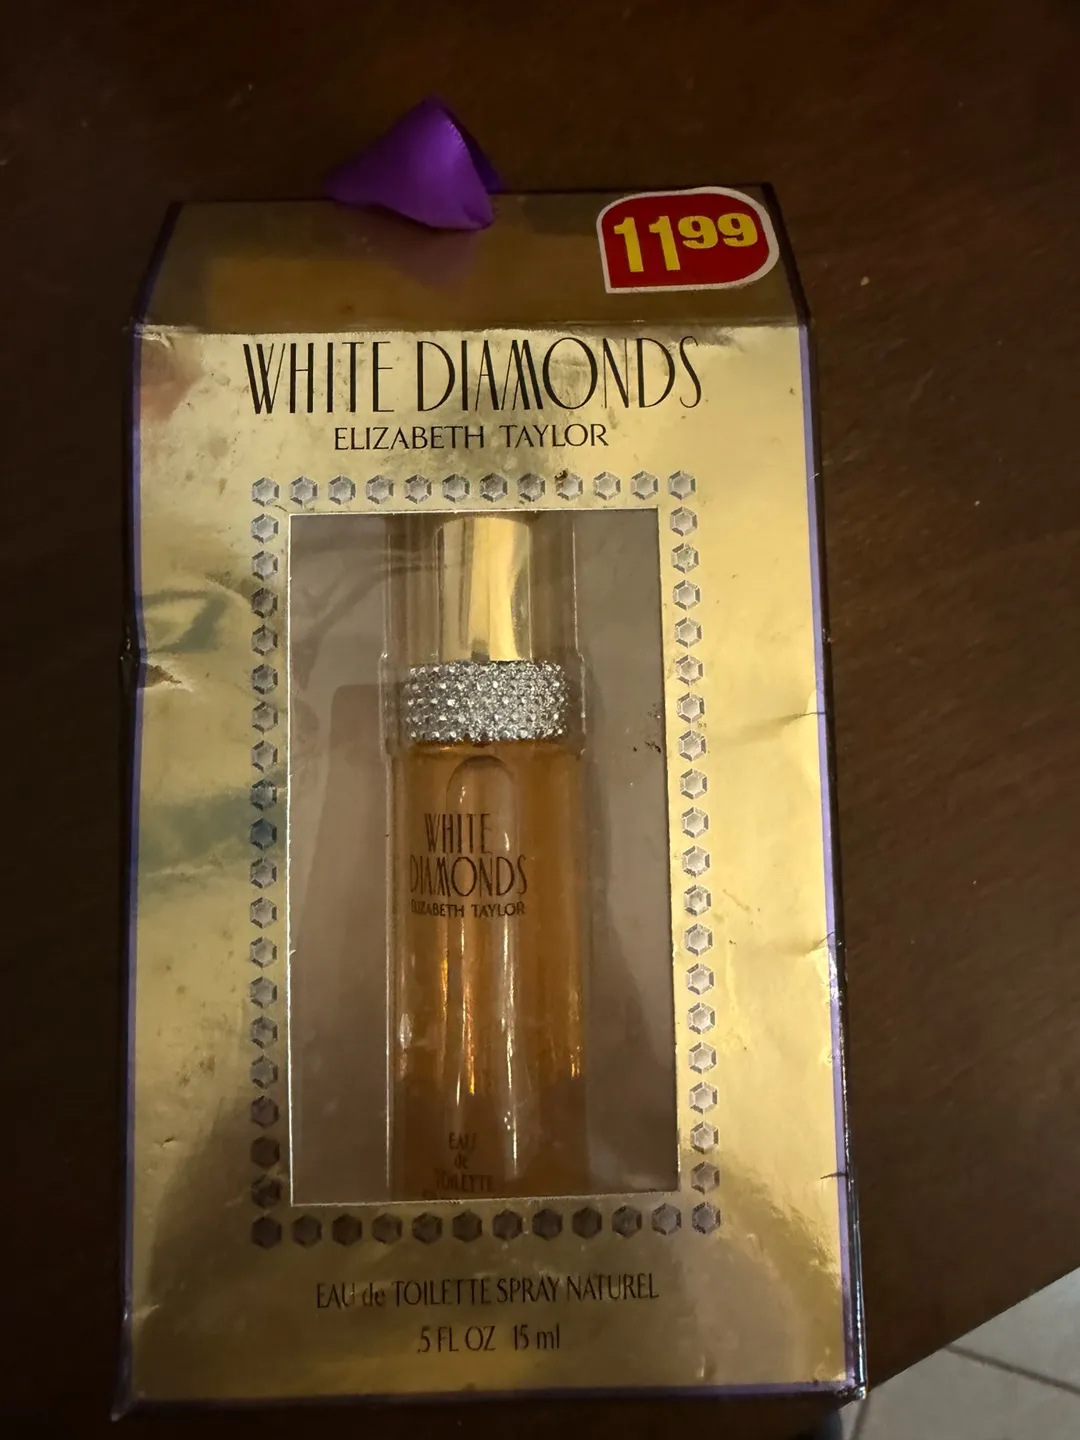 1199
WHITE DIAMONDS
ELIZABETH TAYLOR
WHITE
DIAMONDS
ELIZABETH TAYLOR
EAU
de
TOILETTE
EAU de TOILETTE SPRAY NATUREL
.5 FL OZ 15 ml